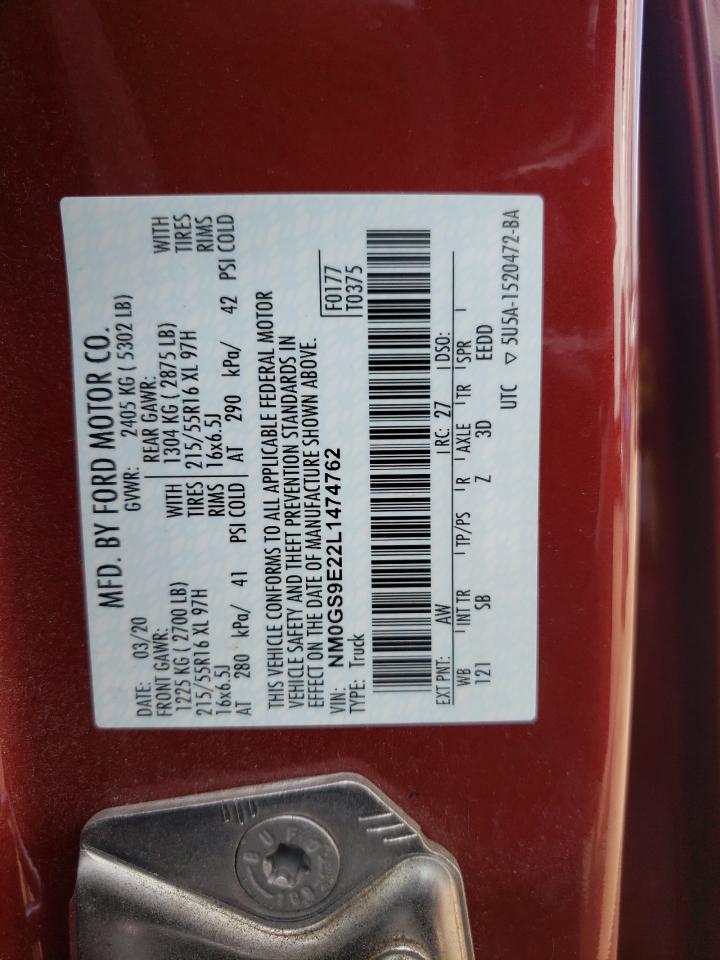 MFD. BY FORD MOTOR CO.
DATE: 03/20 GVWR: 2405 KG ( 5302 LB)
FRONT GAWR: REAR GAWR:
1225 KG ( 2700 LB) WITH 1304 KG ( 2875 LB) WITH
215/55R16 XL 97H TIRES 215/55R16 XL 97H TIRES
16x6.5J RIMS 16x6.5J RIMS
AT 280 kPa/ 41 PSI COLD AT 290 kPa/ 42 PSI COLD
THIS VEHICLE CONFORMS TO ALL APPLICABLE FEDERAL MOTOR
VEHICLE SAFETY AND THEFT PREVENTION STANDARDS IN
EFFECT ON THE DATE OF MANUFACTURE SHOWN ABOVE.
VIN: NM0GS9E22L1474762 F0177
TYPE: Truck T0375
EXT PNT: AW RC: 27 DSO:
WB INT TR TP/PS R AXLE TR SPR
121 SB Z 3D EEDD
UTC ▽ 5U5A-1520472-BA